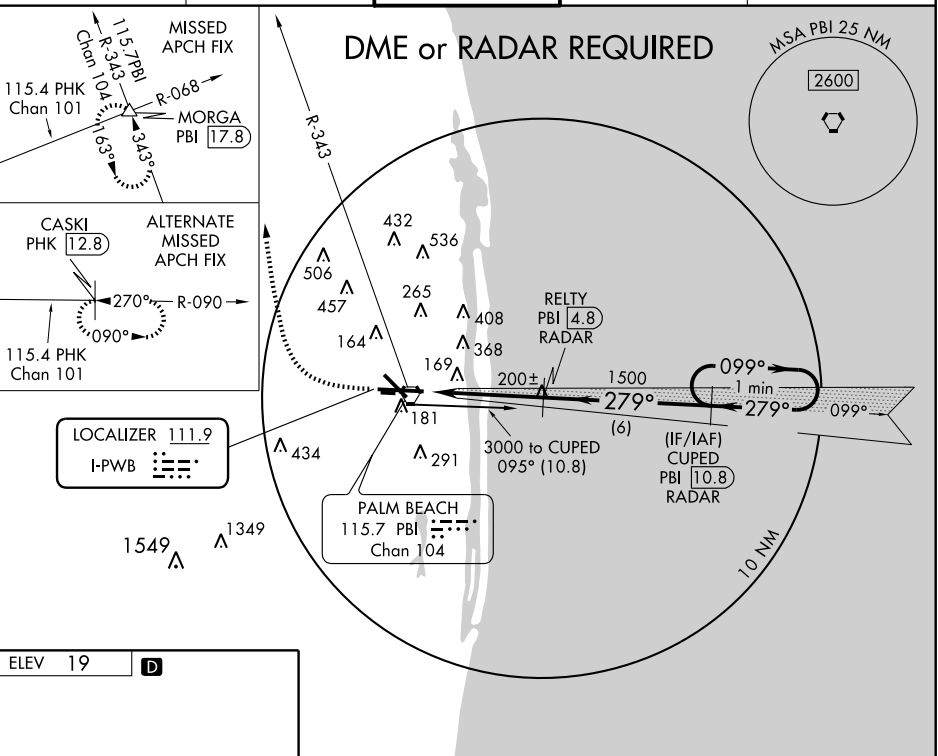 MISSED
APCH FIX
115.7 PBI
Chan 104
R-343
R-068
115.4 PHK
Chan 101
MORGA
PBI 17.8
163°
343°
CASKI
PHK 12.8
ALTERNATE
MISSED
APCH FIX
270°
R-090
090°
115.4 PHK
Chan 101
DME or RADAR REQUIRED
MSA PBI 25 NM
2600
R-343
432
536
506
457
265
408
164
368
169
RELTY
PBI 4.8
RADAR
200±
1500
099°
1 min
279°
279°
099°
(6)
181
3000 to CUPED
095° (10.8)
(IF/IAF)
CUPED
PBI 10.8
RADAR
LOCALIZER 111.9
I-PWB
434
291
PALM BEACH
115.7 PBI
Chan 104
1349
1549
10 NM
ELEV 19
D